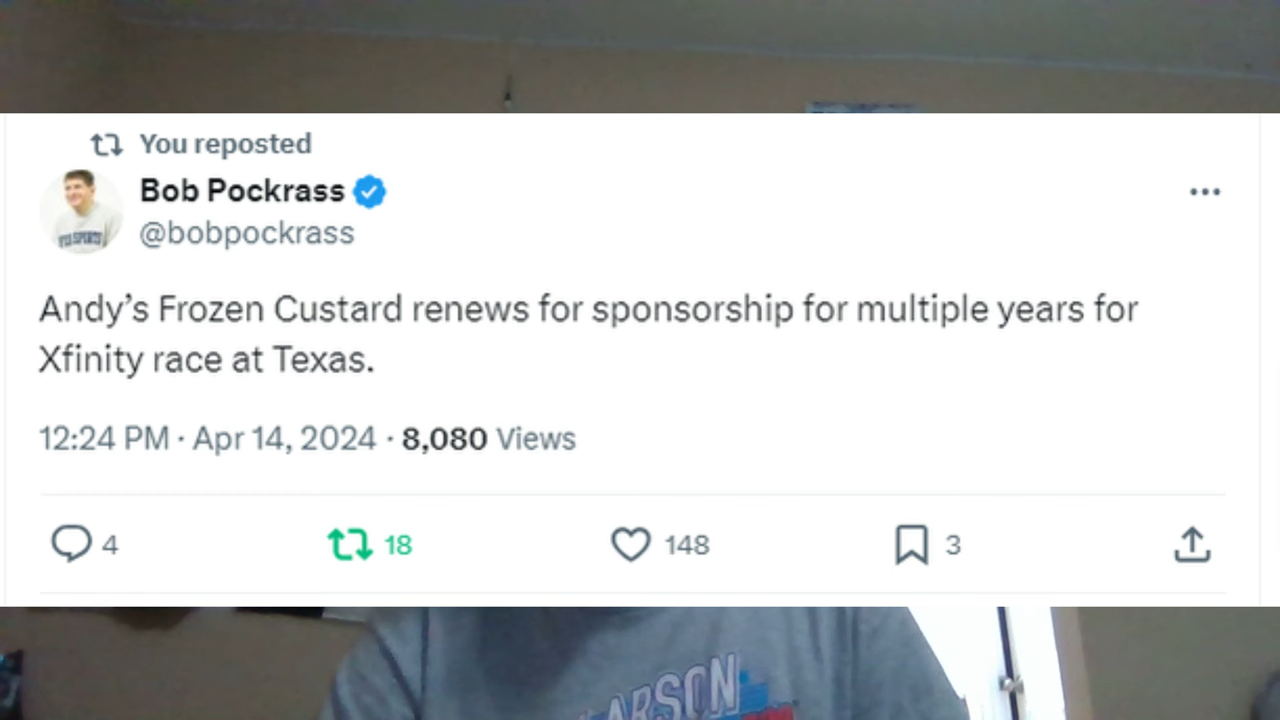 You reposted
Bob Pockrass
@bobpockrass
Andy’s Frozen Custard renews for sponsorship for multiple years for
Xfinity race at Texas.
12:24 PM · Apr 14, 2024 · 8,080 Views
4 18 148 3
ARSON